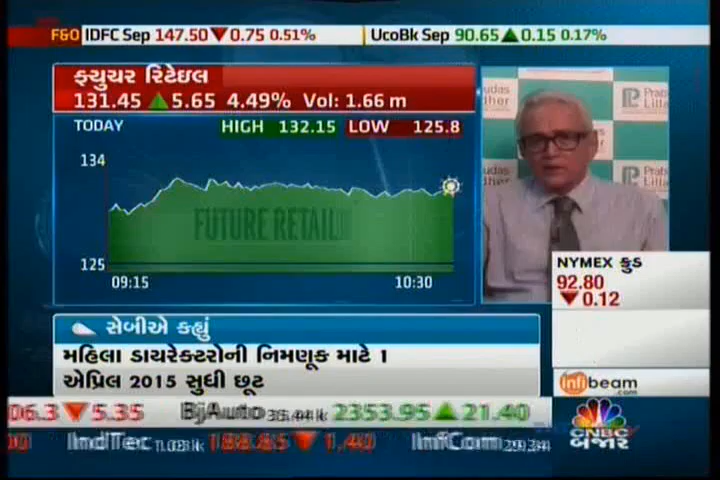 F&O IDFC Sep 147.50▼0.75 0.51% UcoBk Sep 90.65▲0.15 0.17%
ફ્યુચર રિટેઇલ
131.45 ▲ 5.65 4.49% Vol: 1.66 m
TODAY HIGH 132.15 LOW 125.8
134
FUTURE RETAIL
125
09:15 10:30
NYMEX ક્રુડ
92.80
▼0.12
સેબીએ કહ્યું
મહિલા ડાયરેક્ટરોની નિમણૂક માટે 1
એપ્રિલ 2015 સુધી છૂટ
infibeam
.com
06.3 ▼ 5.35 BjAuto 2353.95 ▲ 21.40
IndTec 188.85 ▼ 1.40 InfCom
CNBC
બજાર